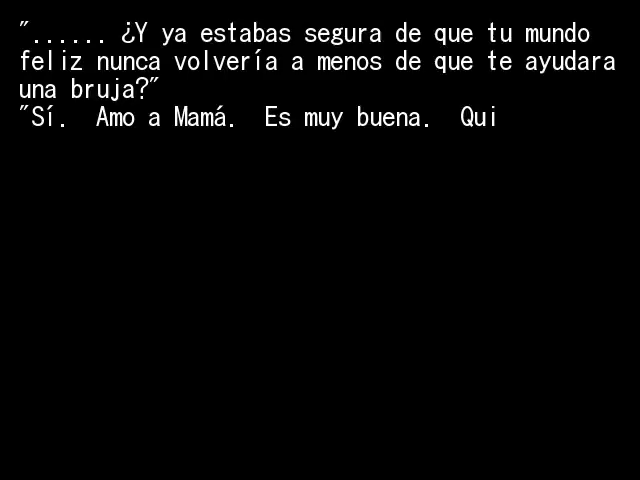 "...... ¿Y ya estabas segura de que tu mundo
feliz nunca volvería a menos de que te ayudara
una bruja?"
"Sí.  Amo a Mamá.  Es muy buena.  Qui